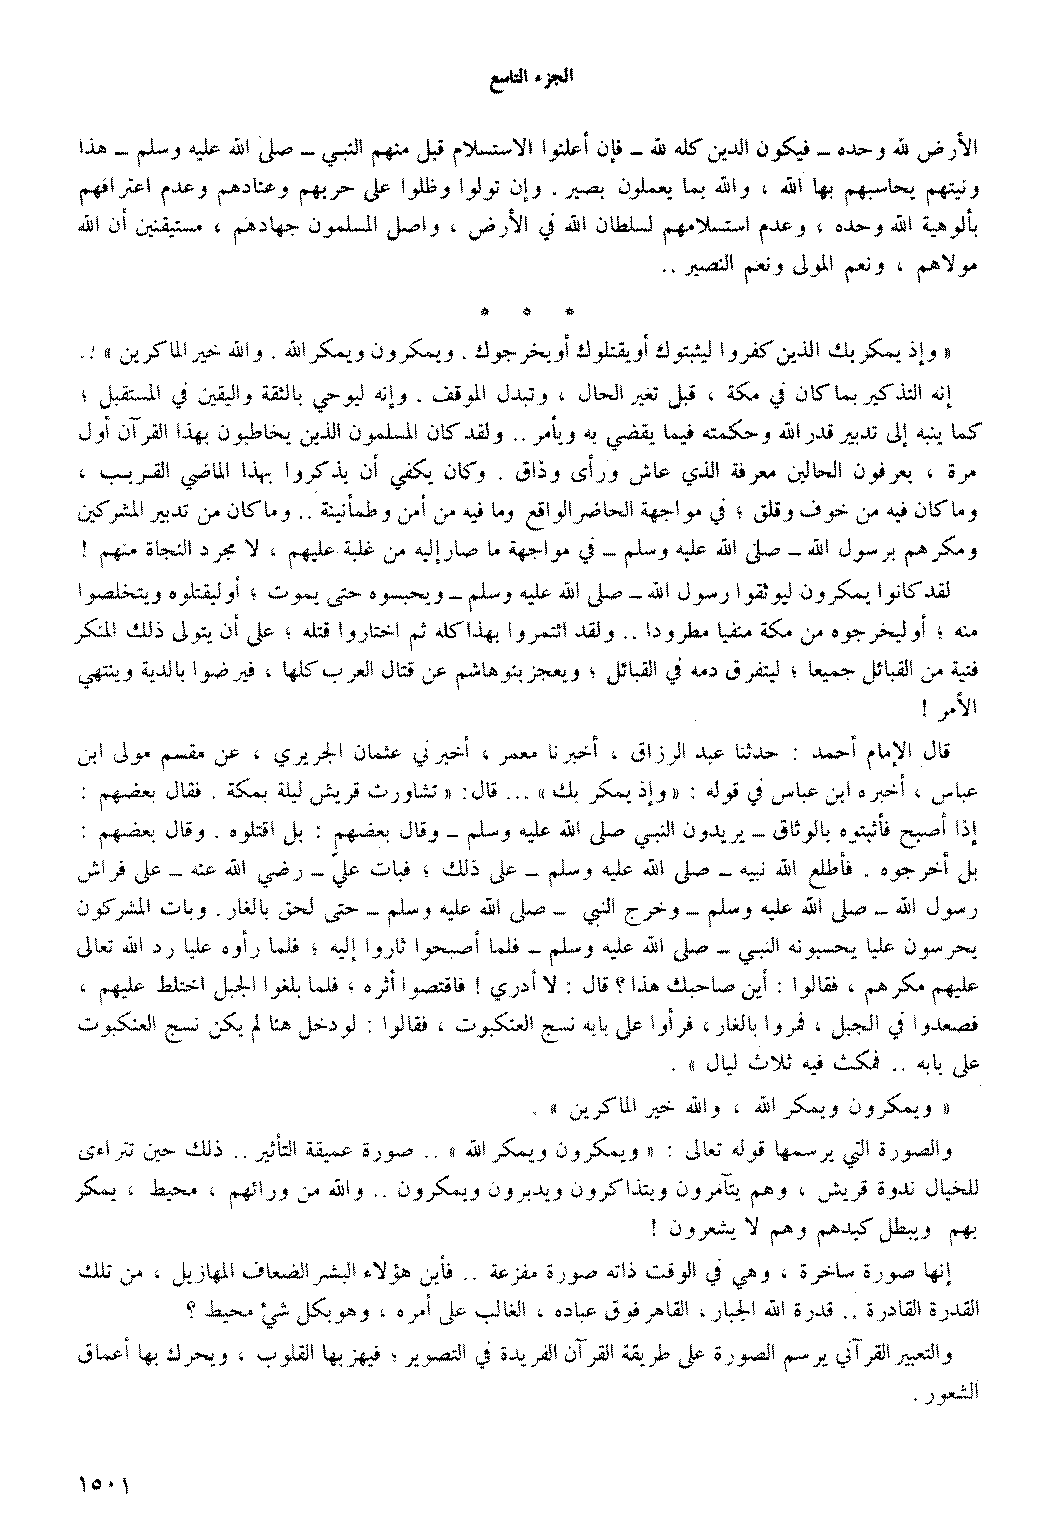 الجزء التاسع
الأرض لله وحده ــ فيكون الدين كله لله ــ فإن أعلنوا الاستسلام قبل منهم النبي ــ صلى الله عليه وسلم ــ هذا
ونيتهم يحاسبهم بها الله ، والله بما يعملون بصير . وإن تولوا وظلوا على حربهم وعنادهم وعدم اعترافهم
بألوهية الله وحده ، وعدم استسلامهم لسلطان الله في الأرض ، واصل المسلمون جهادهم ، مستيقنين أن الله
مولاهم ، ونعم المولى ونعم النصير ..
* * *
« وإذ يمكر بك الذين كفروا ليثبتوك أو يقتلوك أو يخرجوك . ويمكرون ويمكر الله . والله خير الماكرين » ..
إنه التذكير بما كان في مكة ، قبل تغير الحال ، وتبدل الموقف . وإنه ليوحي بالثقة واليقين في المستقبل ؛
كما ينبه إلى تدبير قدر الله وحكمته فيما يقضي به ويأمر .. ولقد كان المسلمون الذين يخاطبون بهذا القرآن أول
مرة ، يعرفون الحالين معرفة الذي عاش ورأى وذاق . وكان يكفي أن يذكروا بهذا الماضي القريب ،
وما كان فيه من خوف وقلق ؛ في مواجهة الحاضر الواقع وما فيه من أمن وطمأنينة .. وما كان من تدبير المشركين
ومكرهم برسول الله ــ صلى الله عليه وسلم ــ في مواجهة ما صار إليه من غلبة عليهم ، لا مجرد النجاة منهم !
لقد كانوا يمكرون ليوثقوا رسول الله ــ صلى الله عليه وسلم ــ ويحبسوه حتى يموت ؛ أو ليقتلوه ويتخلصوا
منه ؛ أو ليخرجوه من مكة منفيا مطرودا .. ولقد ائتمروا بهذا كله ثم اختاروا قتله ؛ على أن يتولى ذلك المنكر
فتية من القبائل جميعا ؛ ليتفرق دمه في القبائل ؛ ويعجز بنو هاشم عن قتال العرب كلها ، فيرضوا بالدية وينتهي
الأمر !
قال الإمام أحمد : حدثنا عبد الرزاق ، أخبرنا معمر ، أخبرني عثمان الجريري ، عن مقسم مولى ابن
عباس ، أخبره ابن عباس في قوله : « وإذ يمكر بك » ... قال: « تشاورت قريش ليلة بمكة . فقال بعضهم :
إذا أصبح فأثبتوه بالوثاق ــ يريدون النبي صلى الله عليه وسلم ــ وقال بعضهم : بل اقتلوه . وقال بعضهم :
بل أخرجوه . فأطلع الله نبيه ــ صلى الله عليه وسلم ــ على ذلك ؛ فبات عليّ ــ رضي الله عنه ــ على فراش
رسول الله ــ صلى الله عليه وسلم ــ وخرج النبي ــ صلى الله عليه وسلم ــ حتى لحق بالغار. وبات المشركون
يحرسون عليا يحسبونه النبي ــ صلى الله عليه وسلم ــ فلما أصبحوا ثاروا إليه ؛ فلما رأوه عليا رد الله تعالى
عليهم مكرهم ، فقالوا : أين صاحبك هذا ؟ قال : لا أدري ! فاقتصوا أثره ؛ فلما بلغوا الجبل اختلط عليهم ،
فصعدوا في الجبل ، فمروا بالغار ، فرأوا على بابه نسج العنكبوت ، فقالوا : لو دخل هنا لم يكن نسج العنكبوت
على بابه .. فمكث فيه ثلاث ليال » .
« ويمكرون ويمكر الله ، والله خير الماكرين » .
والصورة التي يرسمها قوله تعالى : « ويمكرون ويمكر الله » .. صورة عميقة التأثير .. ذلك حين تتراءى
للخيال ندوة قريش ، وهم يتآمرون ويتذاكرون ويدبرون ويمكرون .. والله من ورائهم ، محيط ، يمكر
بهم ويبطل كيدهم وهم لا يشعرون !
إنها صورة ساخرة ، وهي في الوقت ذاته صورة مفزعة .. فأين هؤلاء البشر الضعاف المهازيل ، من تلك
القدرة القادرة .. قدرة الله الجبار ، القاهر فوق عباده ، الغالب على أمره ، وهو بكل شيء محيط ؟
والتعبير القرآني يرسم الصورة على طريقة القرآن الفريدة في التصوير ؛ فيهز بها القلوب ، ويحرك بها أعماق
الشعور .
١٥٠١